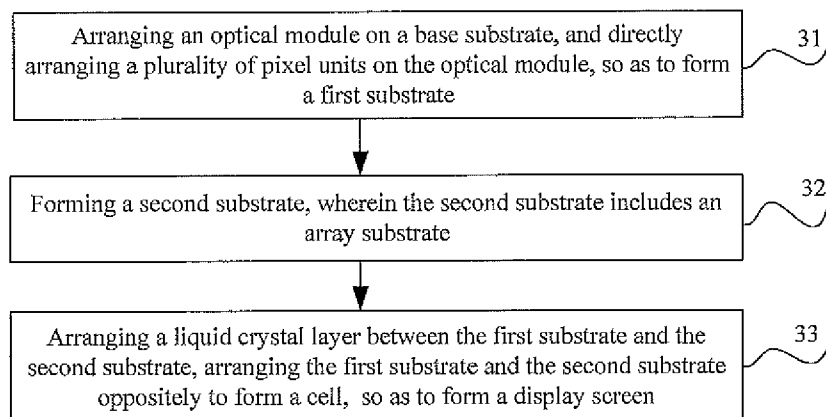 Arranging an optical module on a base substrate, and directly
arranging a plurality of pixel units on the optical module, so as to form
a first substrate
31
Forming a second substrate, wherein the second substrate includes an
array substrate
32
Arranging a liquid crystal layer between the first substrate and the
second substrate, arranging the first substrate and the second substrate
oppositely to form a cell, so as to form a display screen
33